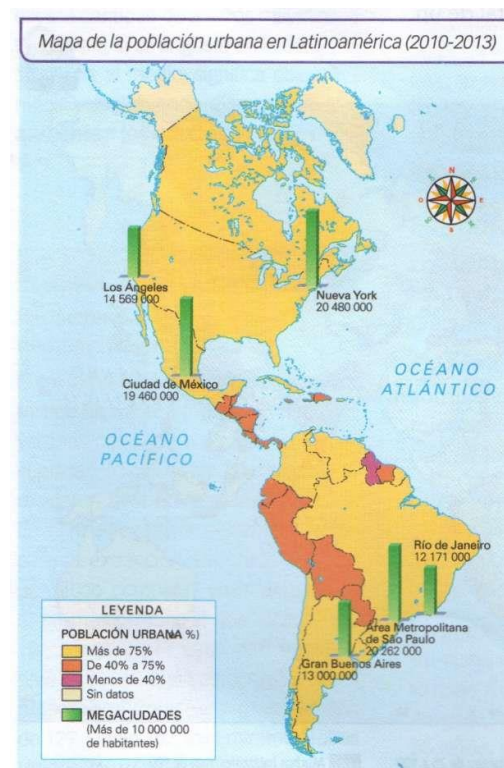 Mapa de la población urbana en Latinoamérica (2010-2013)
N
O
E
S
Los Ángeles
14 569 000
Nueva York
20 480 000
Ciudad de México
19 460 000
OCÉANO
ATLÁNTICO
OCÉANO
PACÍFICO
Río de Janeiro
12 171 000
Área Metropolitana
de São Paulo
20 262 000
Gran Buenos Aires
13 000 000
LEYENDA
POBLACIÓN URBANA %)
Más de 75%
De 40% a 75%
Menos de 40%
Sin datos
MEGACIUDADES
(Más de 10 000 000
de habitantes)